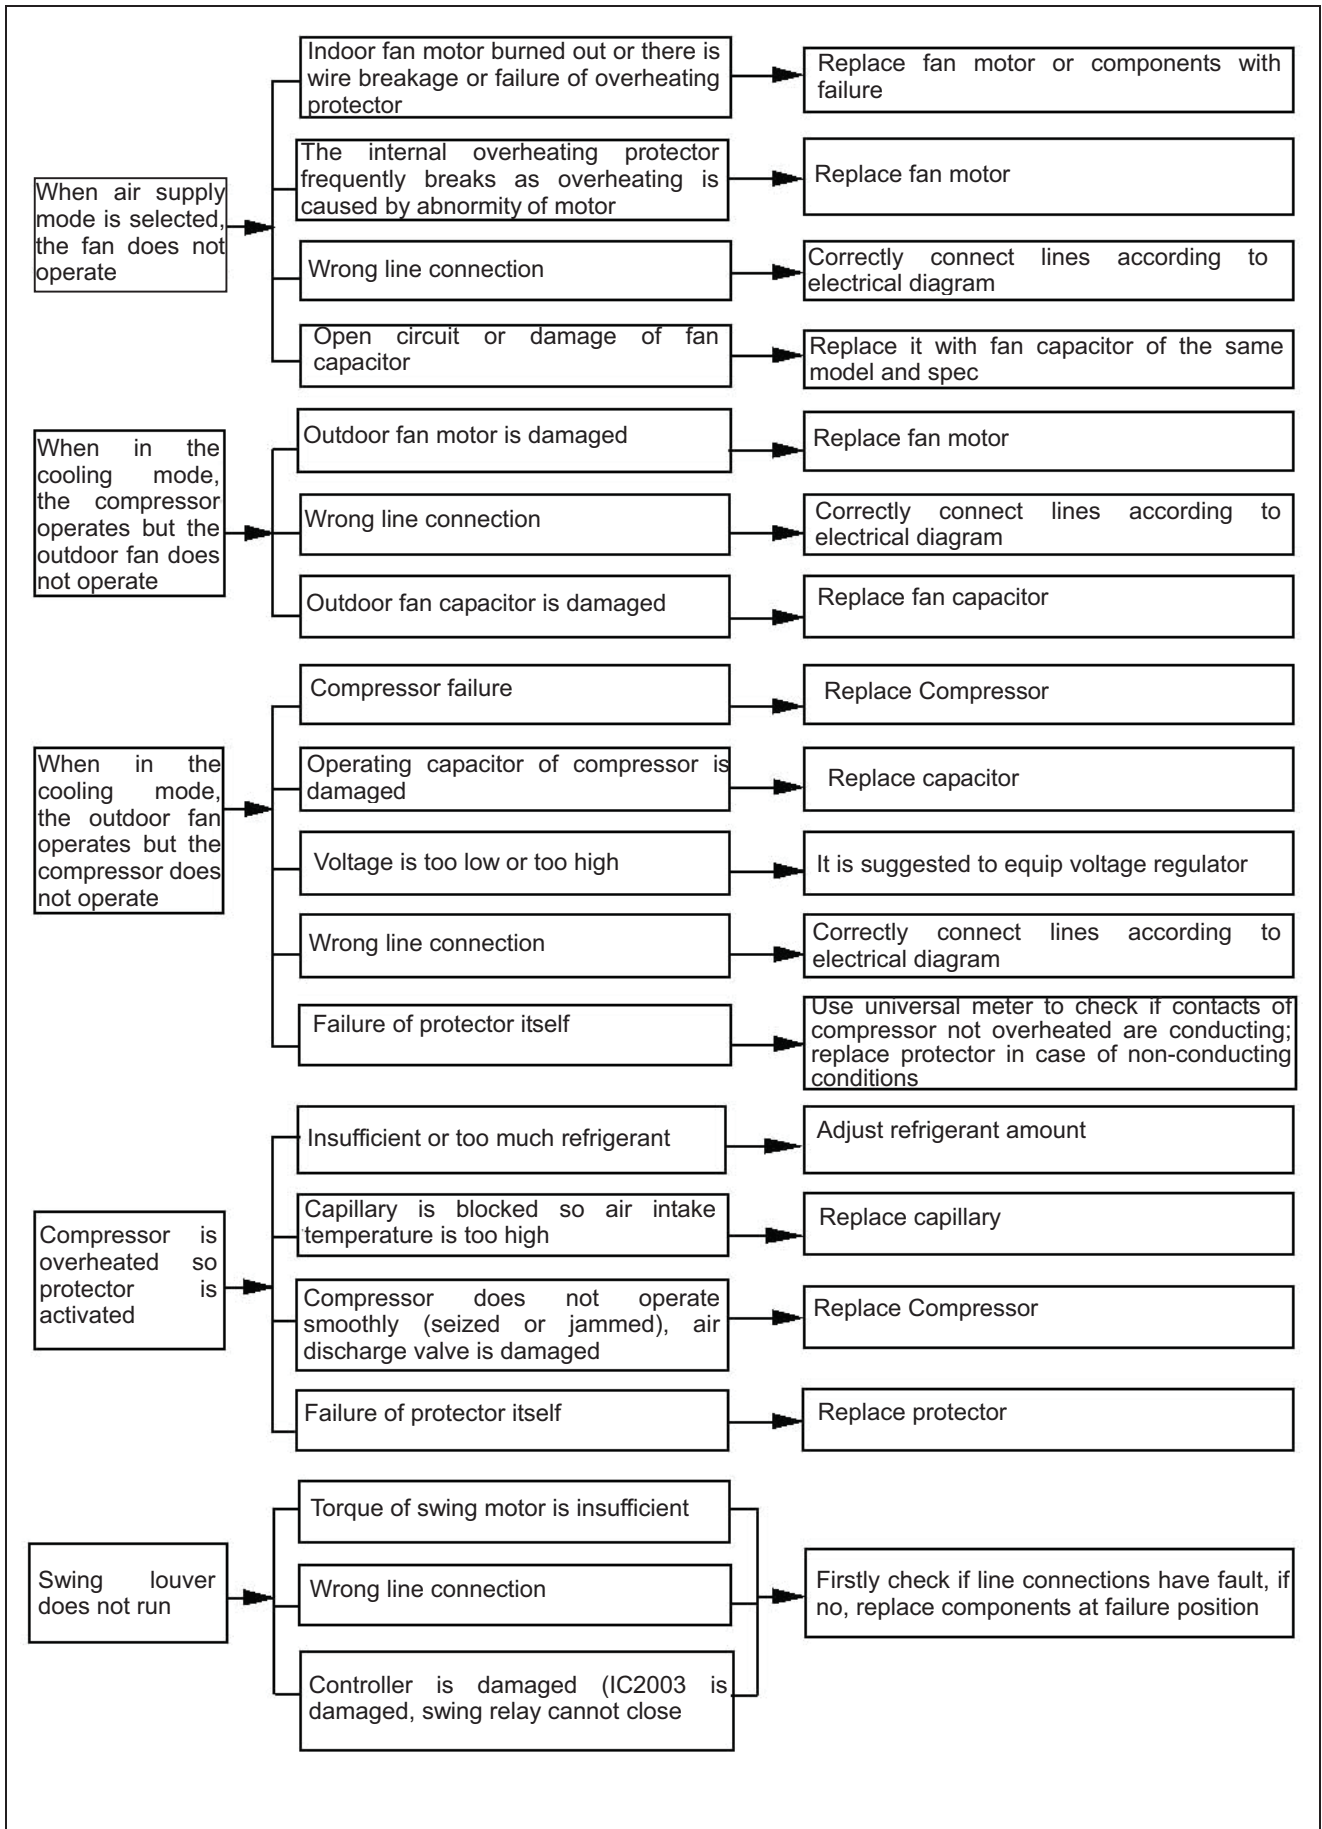 When air supply
mode is selected,
the fan does not
operate
Indoor fan motor burned out or there is
wire breakage or failure of overheating
protector
Replace fan motor or components with
failure
The internal overheating protector
frequently breaks as overheating is
caused by abnormity of motor
Replace fan motor
Wrong line connection
Correctly connect lines according to
electrical diagram
Open circuit or damage of fan
capacitor
Replace it with fan capacitor of the same
model and spec
When in the
cooling mode,
the compressor
operates but the
outdoor fan does
not operate
Outdoor fan motor is damaged
Replace fan motor
Wrong line connection
Correctly connect lines according to
electrical diagram
Outdoor fan capacitor is damaged
Replace fan capacitor
When in the
cooling mode,
the outdoor fan
operates but the
compressor does
not operate
Compressor failure
Replace Compressor
Operating capacitor of compressor is
damaged
Replace capacitor
Voltage is too low or too high
It is suggested to equip voltage regulator
Wrong line connection
Correctly connect lines according to
electrical diagram
Failure of protector itself
Use universal meter to check if contacts of
compressor not overheated are conducting;
replace protector in case of non-conducting
conditions
Compressor is
overheated so
protector is
activated
Insufficient or too much refrigerant
Adjust refrigerant amount
Capillary is blocked so air intake
temperature is too high
Replace capillary
Compressor does not operate
smoothly (seized or jammed), air
discharge valve is damaged
Replace Compressor
Failure of protector itself
Replace protector
Swing louver
does not run
Torque of swing motor is insufficient
Wrong line connection
Controller is damaged (IC2003 is
damaged, swing relay cannot close
Firstly check if line connections have fault, if
no, replace components at failure position